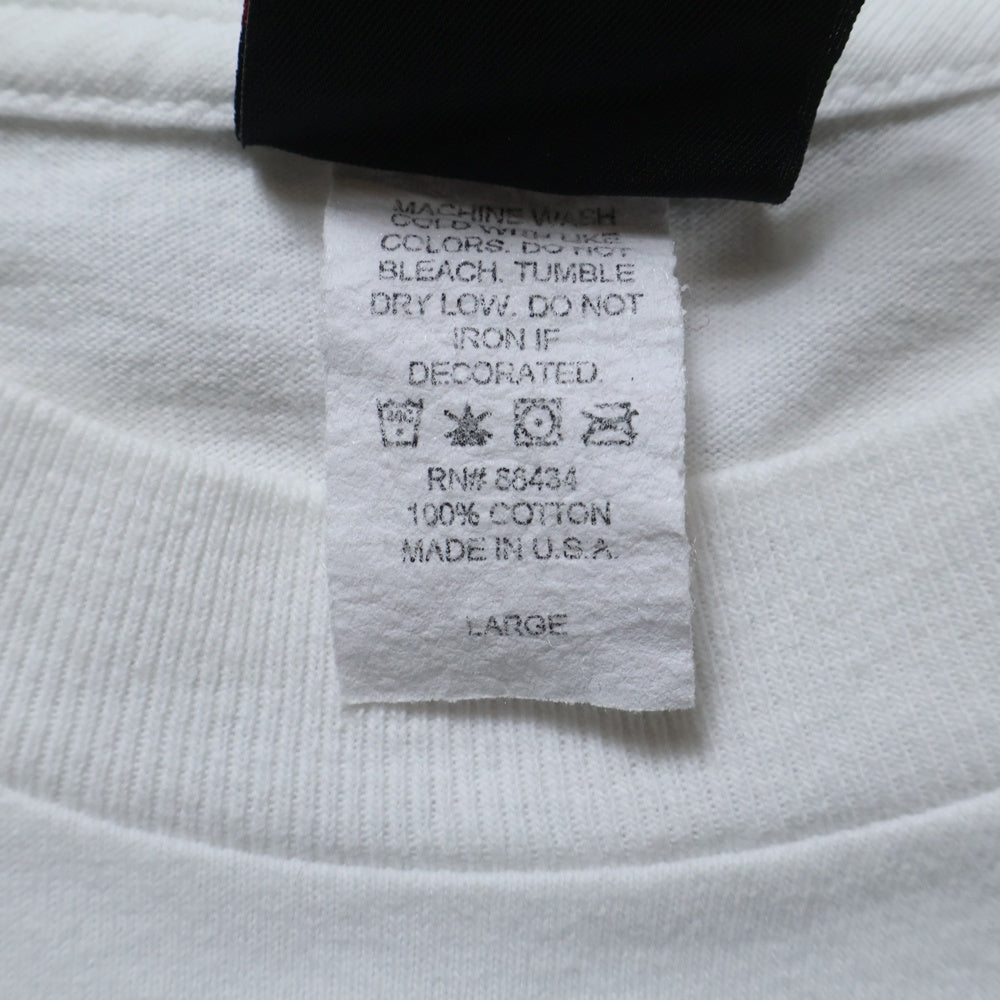 MACHINE WASH
COLD WITH LIKE
COLORS. DO NOT
BLEACH. TUMBLE
DRY LOW. DO NOT
IRON IF
DECORATED.
RN# 88434
100% COTTON
MADE IN U.S.A.
LARGE